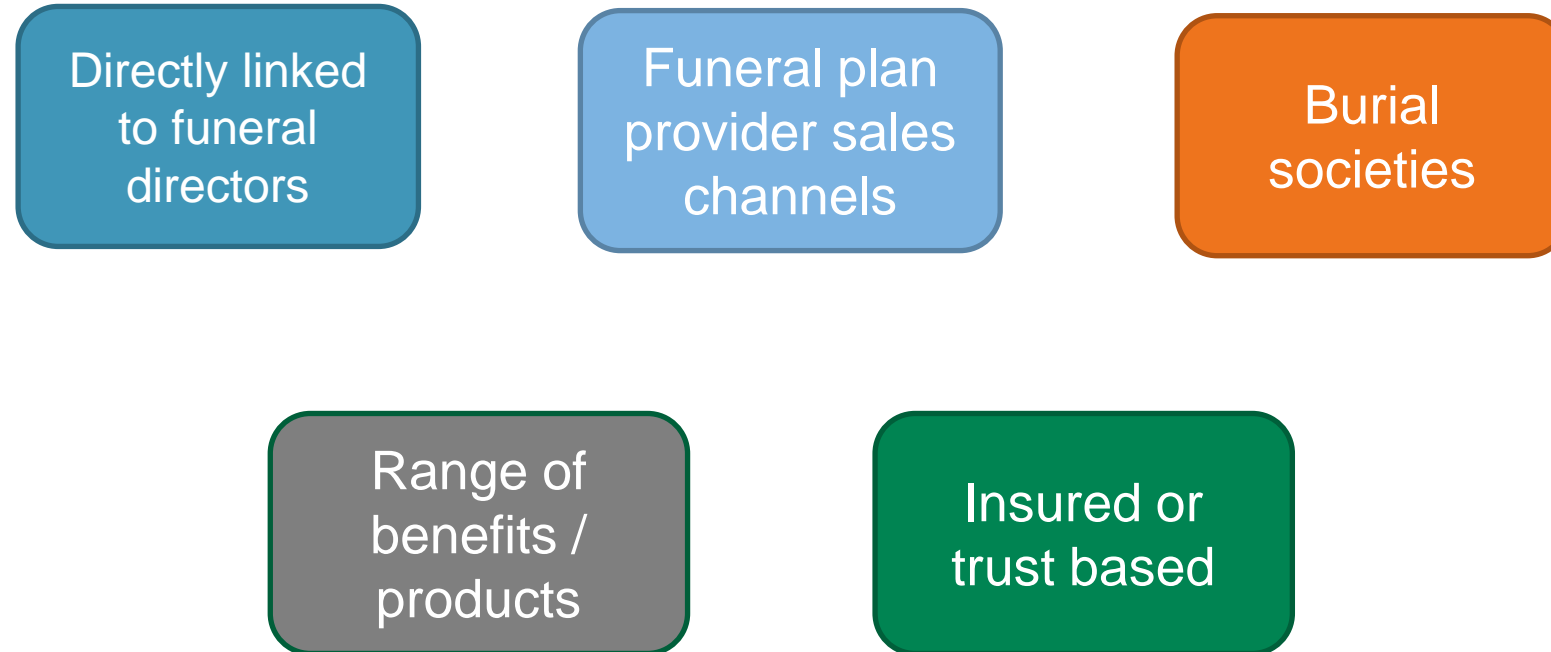 Directly linked
to funeral
directors
Funeral plan
provider sales
channels
Burial
societies
Range of
benefits /
products
Insured or
trust based